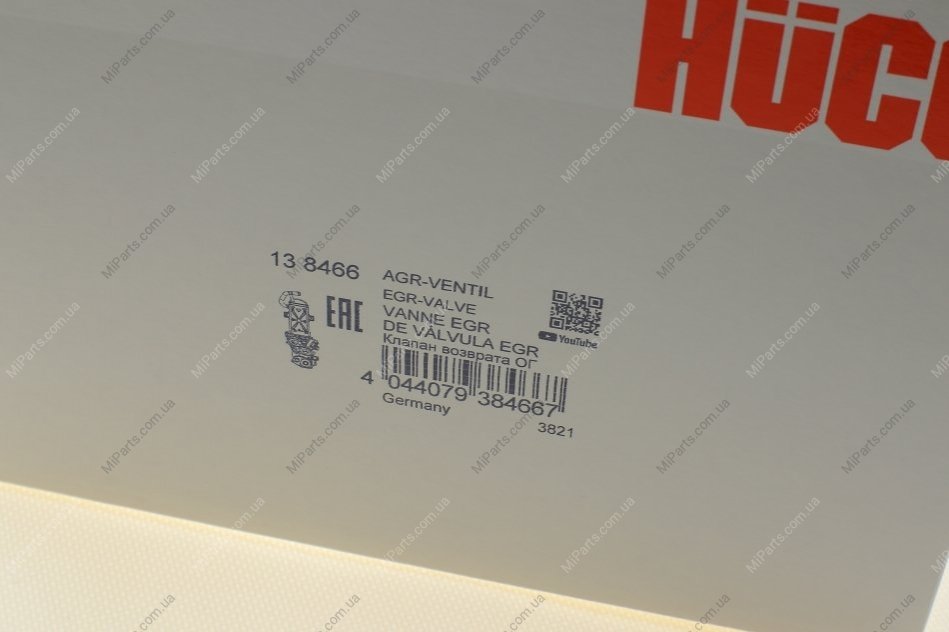 HÜC
13 8466
AGR-VENTIL
EGR-VALVE
VANNE EGR
DE VÁLVULA EGR
Клапан возврата ОГ
EAC
YouTube
4 044079 384667
Germany
3821
MiParts.com.ua